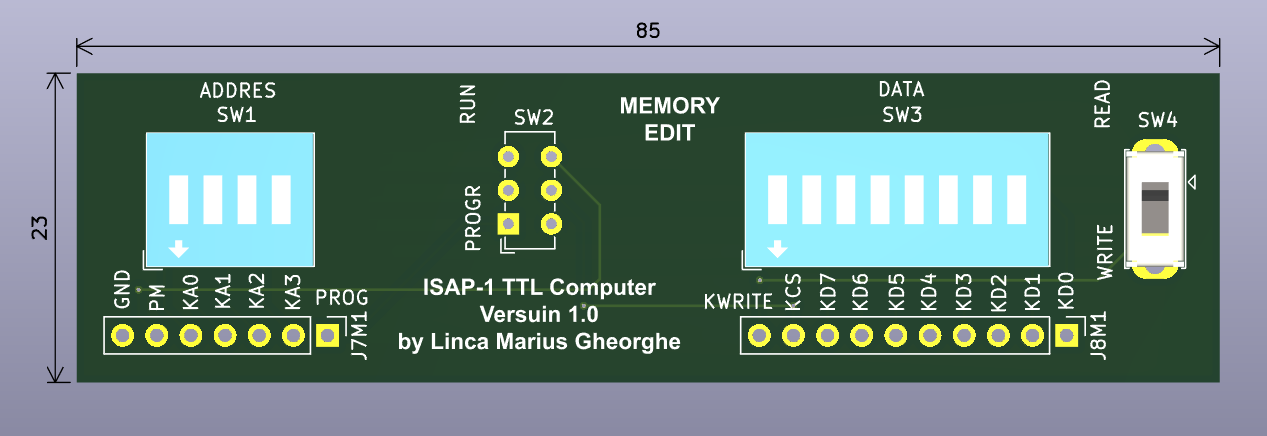 85
23
ADDRES
SW1
RUN
SW2
PROGR
MEMORY
EDIT
DATA
SW3
READ
SW4
WRITE
GND PM KA0 KA1 KA2 KA3 PROG
J7M1
ISAP-1 TTL Computer
Versuin 1.0
by Linca Marius Gheorghe
KWRITE KCS KD7 KD6 KD5 KD4 KD3 KD2 KD1 KD0
J8M1